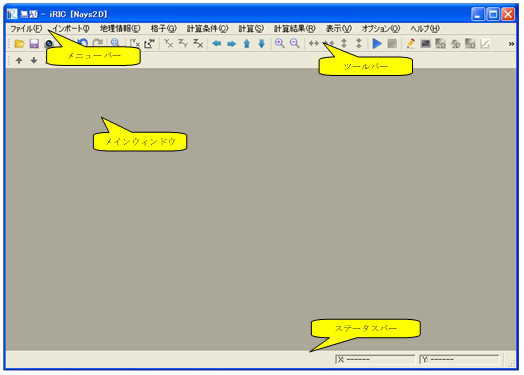 無題 - iRIC [Nays2D]
ファイル(F) インポート(I) 地理情報(E) 格子(G) 計算条件(C) 計算(S) 計算結果(R) 表示(V) オプション(O) ヘルプ(H)
メニューバー
ツールバー
メインウィンドウ
ステータスバー
X: ------ Y: ------